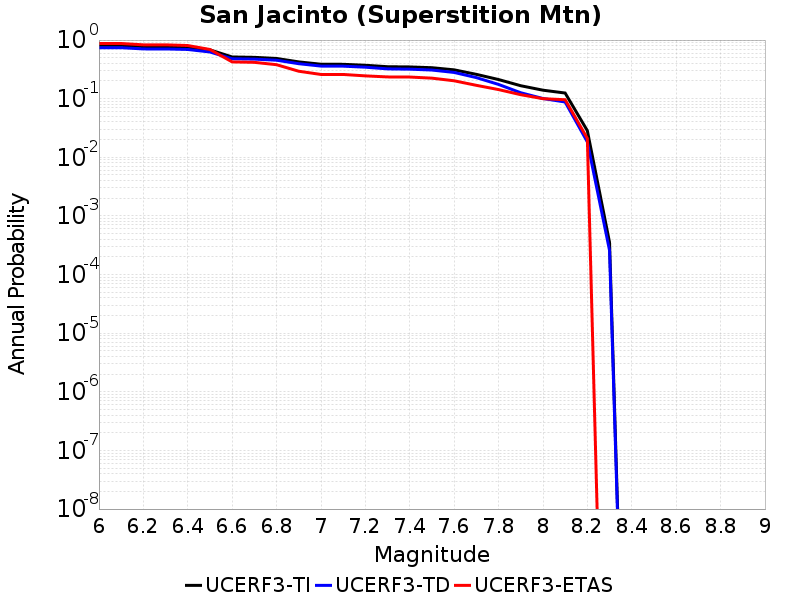 San Jacinto (Superstition Mtn)
10^0
10^-1
10^-2
10^-3
10^-4
10^-5
10^-6
10^-7
10^-8
Annual Probability
6 6.2 6.4 6.6 6.8 7 7.2 7.4 7.6 7.8 8 8.2 8.4 8.6 8.8 9
Magnitude
UCERF3-TI UCERF3-TD UCERF3-ETAS